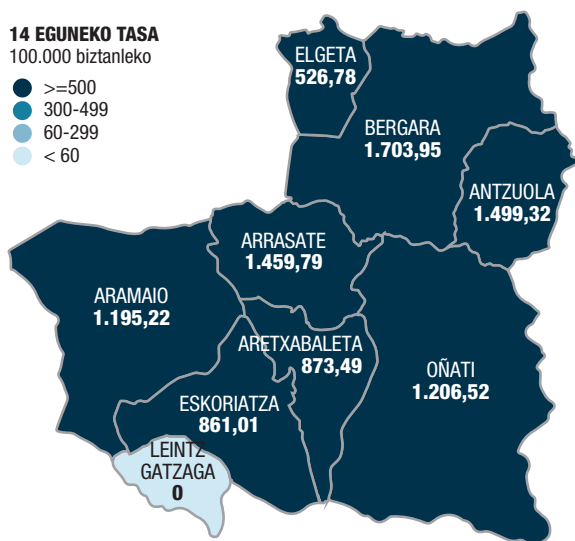 14 EGUNEKO TASA
100.000 biztanleko
>=500
300-499
60-299
< 60
ELGETA
526,78
BERGARA
1.703,95
ANTZUOLA
1.499,32
ARRASATE
1.459,79
ARAMAIO
1.195,22
ARETXABALETA
873,49
OÑATI
1.206,52
ESKORIATZA
861,01
LEINTZ
GATZAGA
0